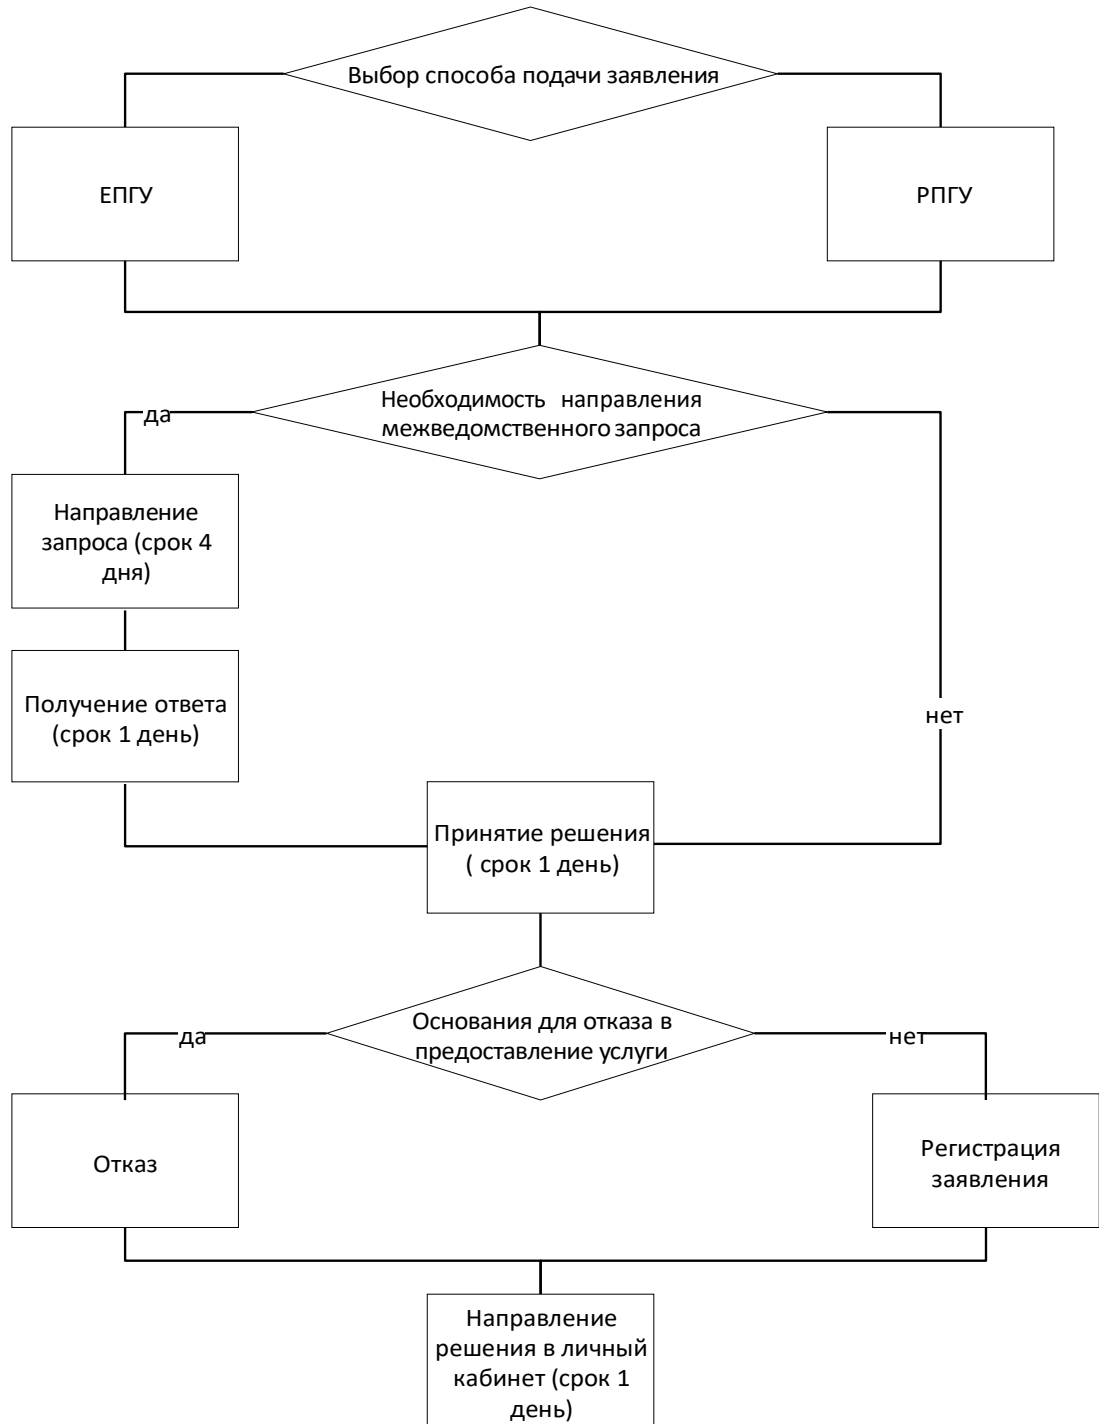 Выбор способа подачи заявления
ЕПГУ
РПГУ
Необходимость направления
межведомственного запроса
да
Направление
запроса (срок 4
дня)
Получение ответа
(срок 1 день)
нет
Принятие решения
( срок 1 день)
Основания для отказа в
предоставление услуги
да
нет
Отказ
Регистрация
заявления
Направление
решения в личный
кабинет (срок 1
день)